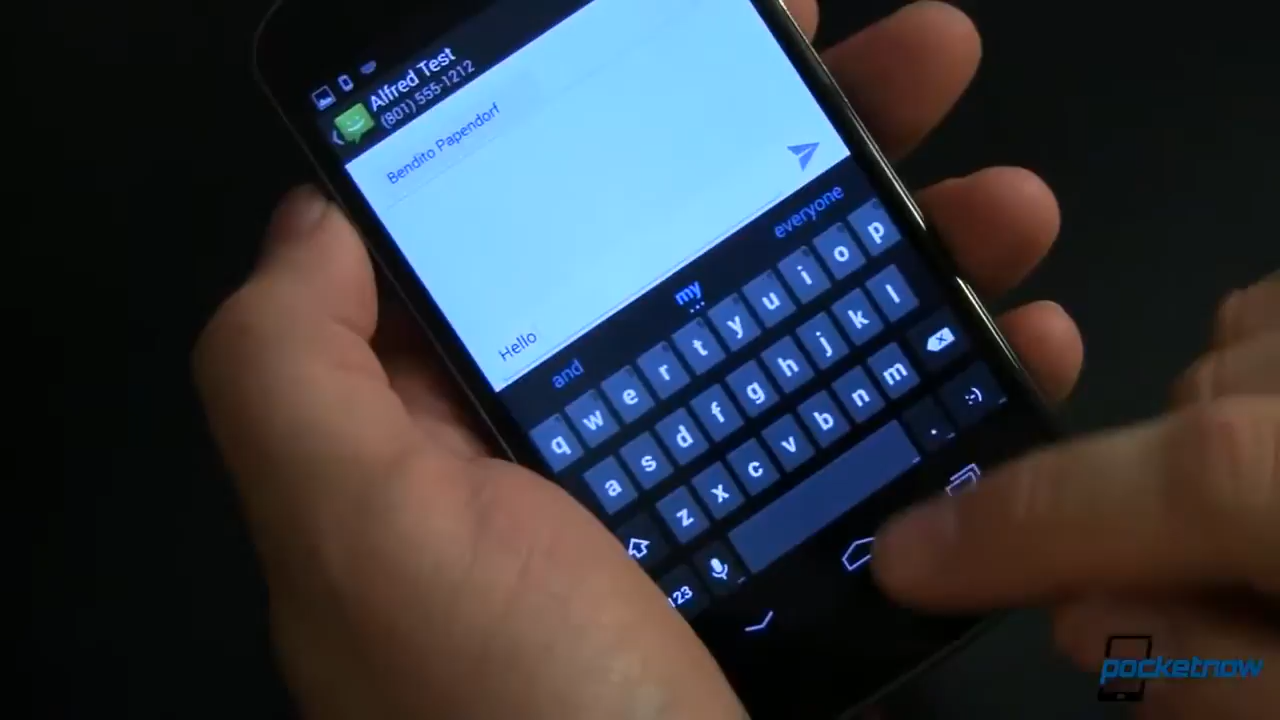 Alfred Test
(801) 555-1212
Bendito Papendorf
Hello
and my everyone
q w e r t y u i o p
a s d f g h j k l
z x c v b n m
123 . :-)
pocketnow